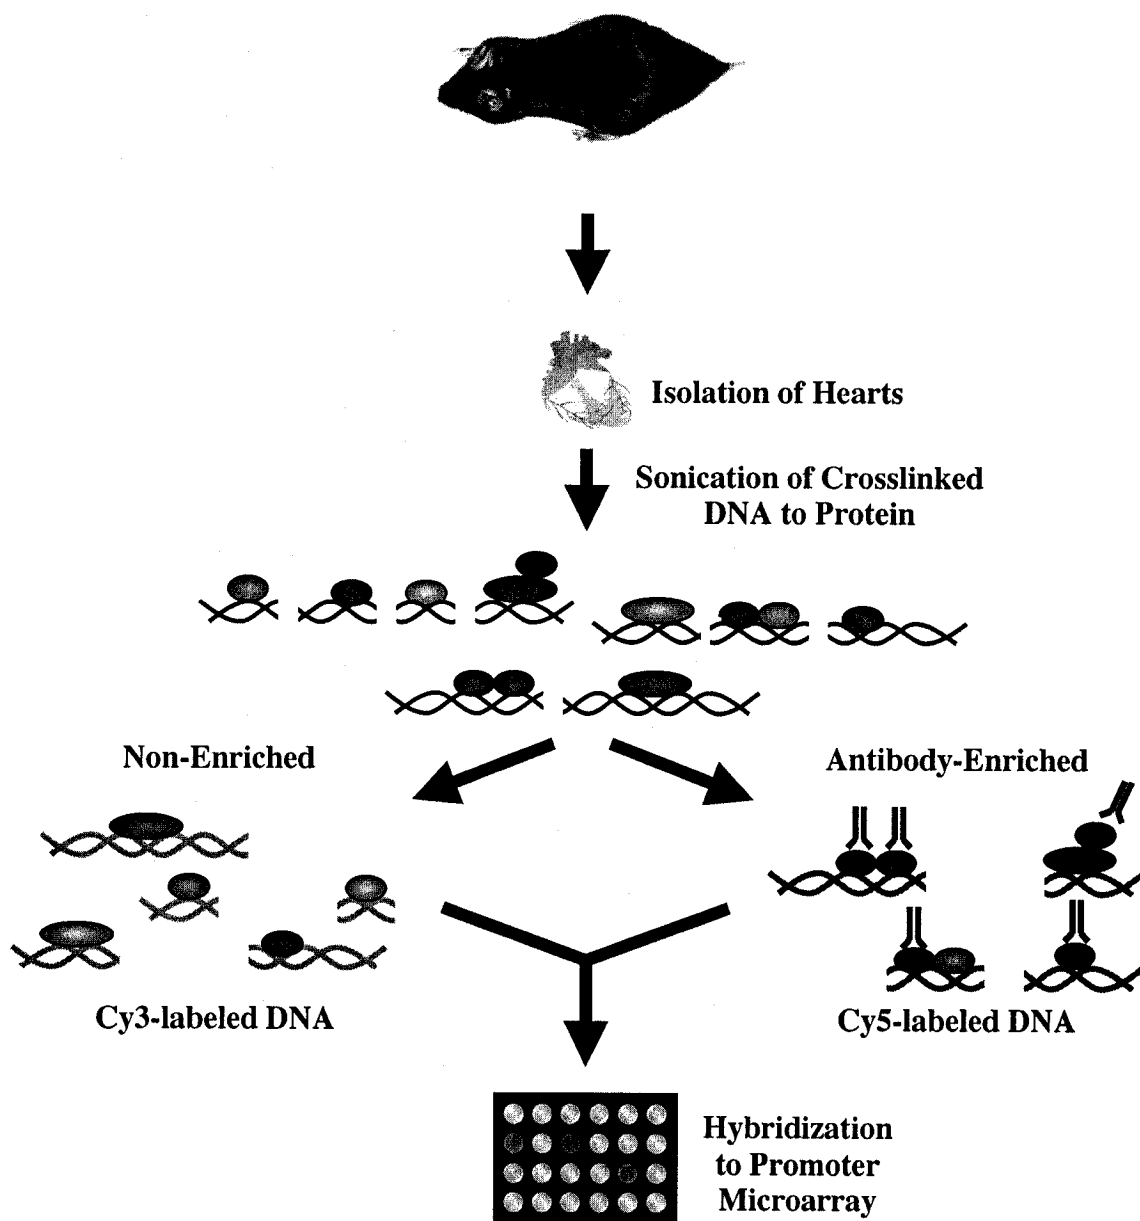 Isolation of Hearts
Sonication of Crosslinked
DNA to Protein
Non-Enriched
Antibody-Enriched
Cy3-labeled DNA
Cy5-labeled DNA
Hybridization
to Promoter
Microarray